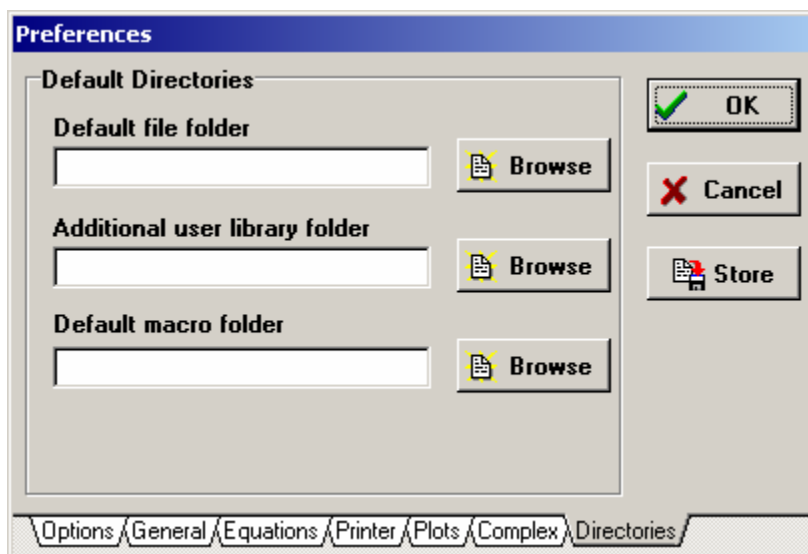 Preferences
Default Directories
Default file folder
Browse
Additional user library folder
Browse
Default macro folder
Browse
OK
Cancel
Store
Options General Equations Printer Plots Complex Directories